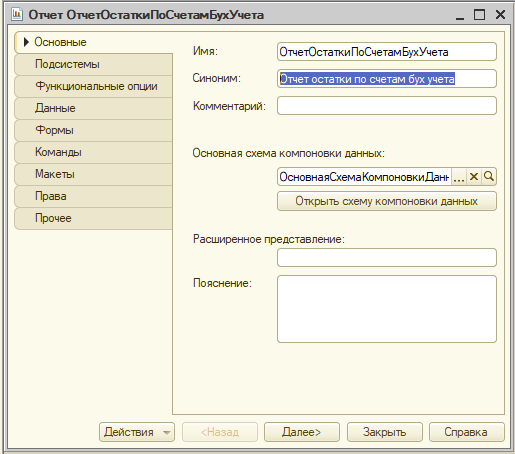 Отчет ОтчетОстаткиПоСчетамБухУчета
Основные
Подсистемы
Функциональные опции
Данные
Формы
Команды
Макеты
Права
Прочее
Имя: ОтчетОстаткиПоСчетамБухУчета
Синоним: Отчет остатки по счетам бух учета
Комментарий:
Основная схема компоновки данных:
ОсновнаяСхемаКомпоновкиДанн ...
Открыть схему компоновки данных
Расширенное представление:
Пояснение:
Действия <Назад Далее> Закрыть Справка